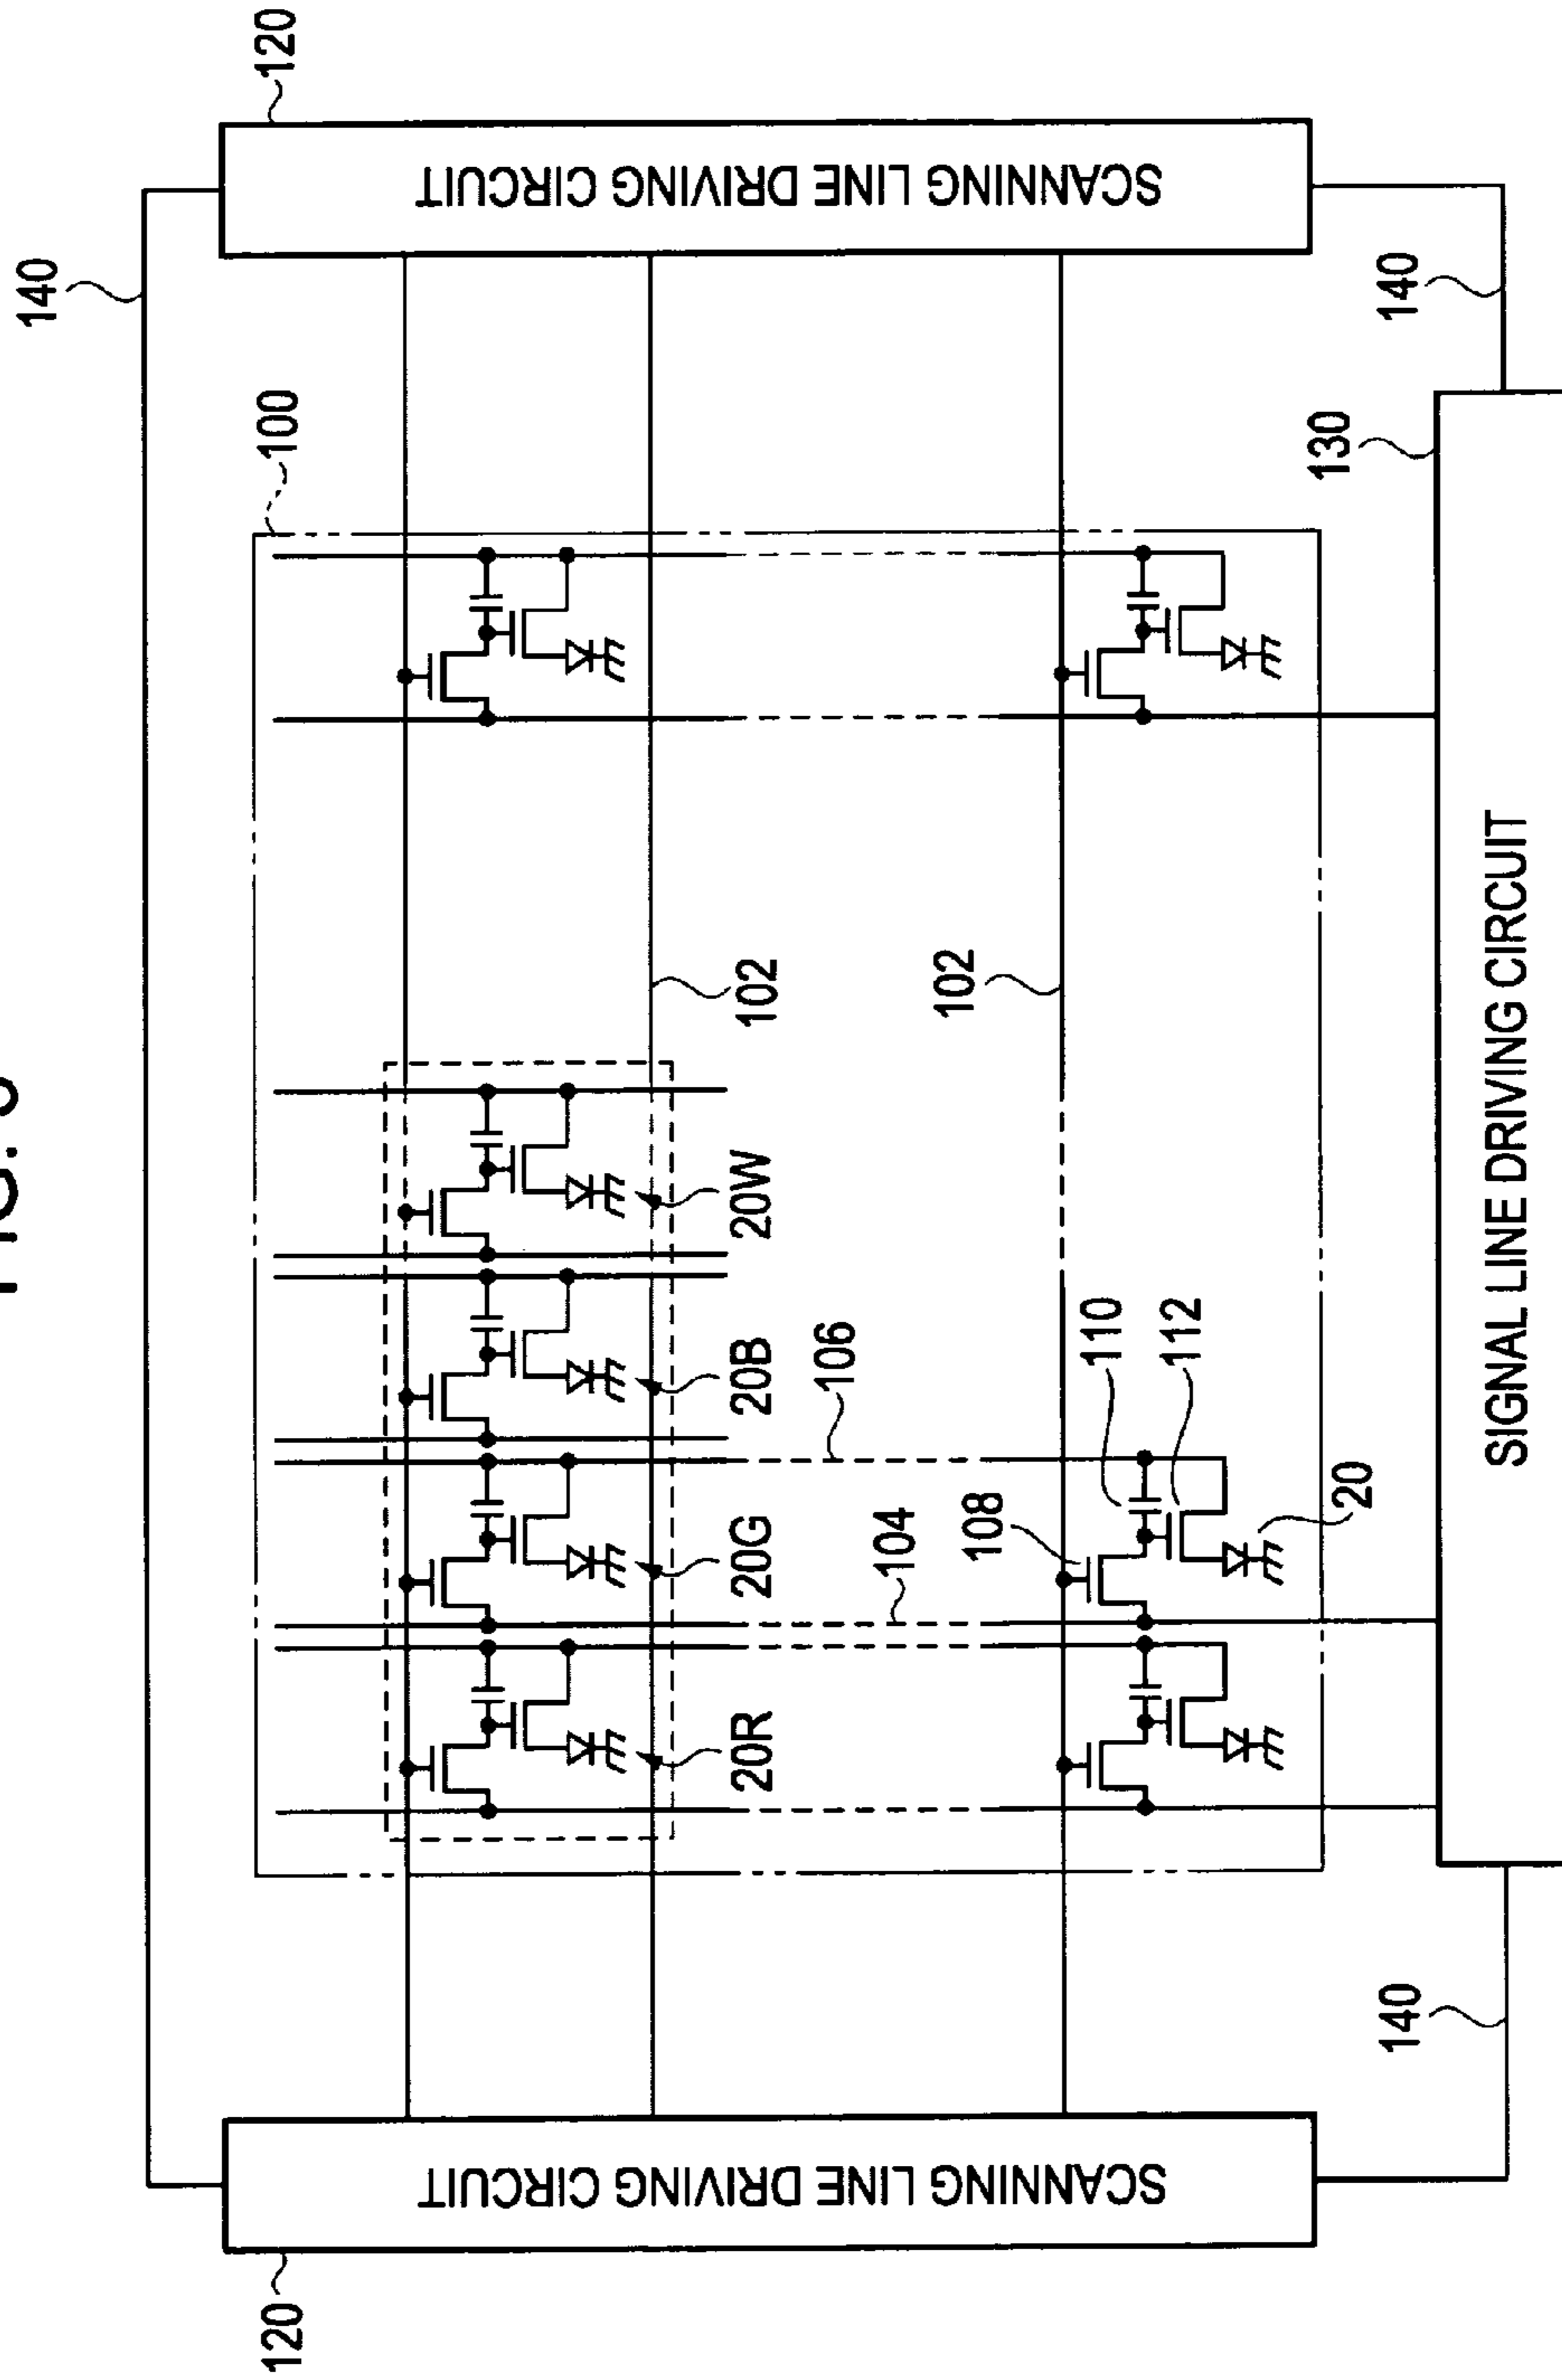 FIG.
140
120
100
120
SCANNING LINE DRIVING CIRCUIT
SCANNING LINE DRIVING CIRCUIT
20R
20G
20B
20W
102
106
104
102
108
110
112
130
20
140
140
SIGNAL LINE DRIVING CIRCUIT